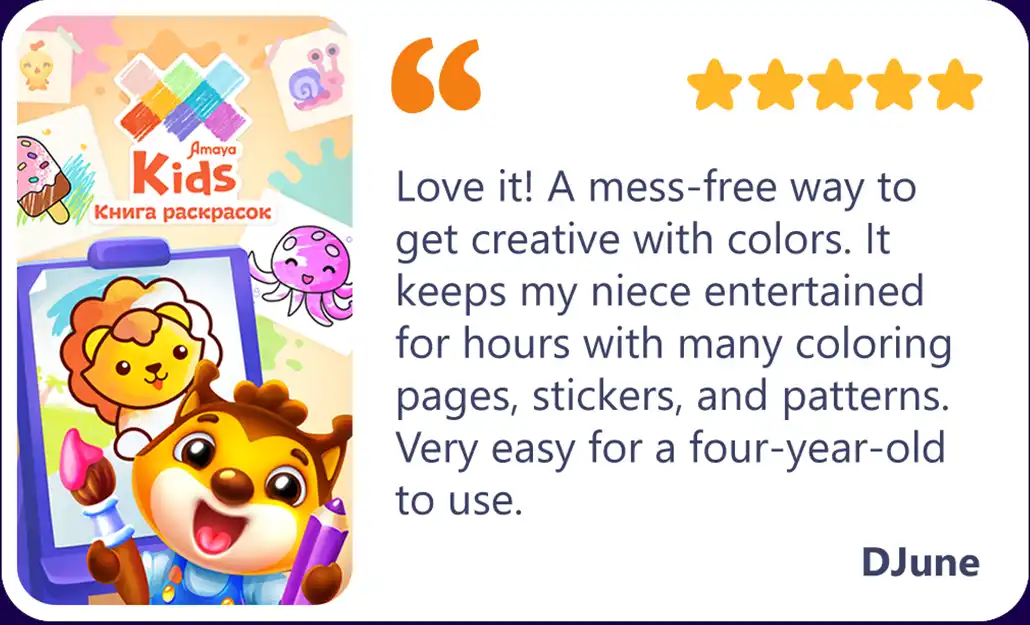 Amaya
Kids
Книга раскрасок
“
Love it! A mess-free way to
get creative with colors. It
keeps my niece entertained
for hours with many coloring
pages, stickers, and patterns.
Very easy for a four-year-old
to use.
DJune